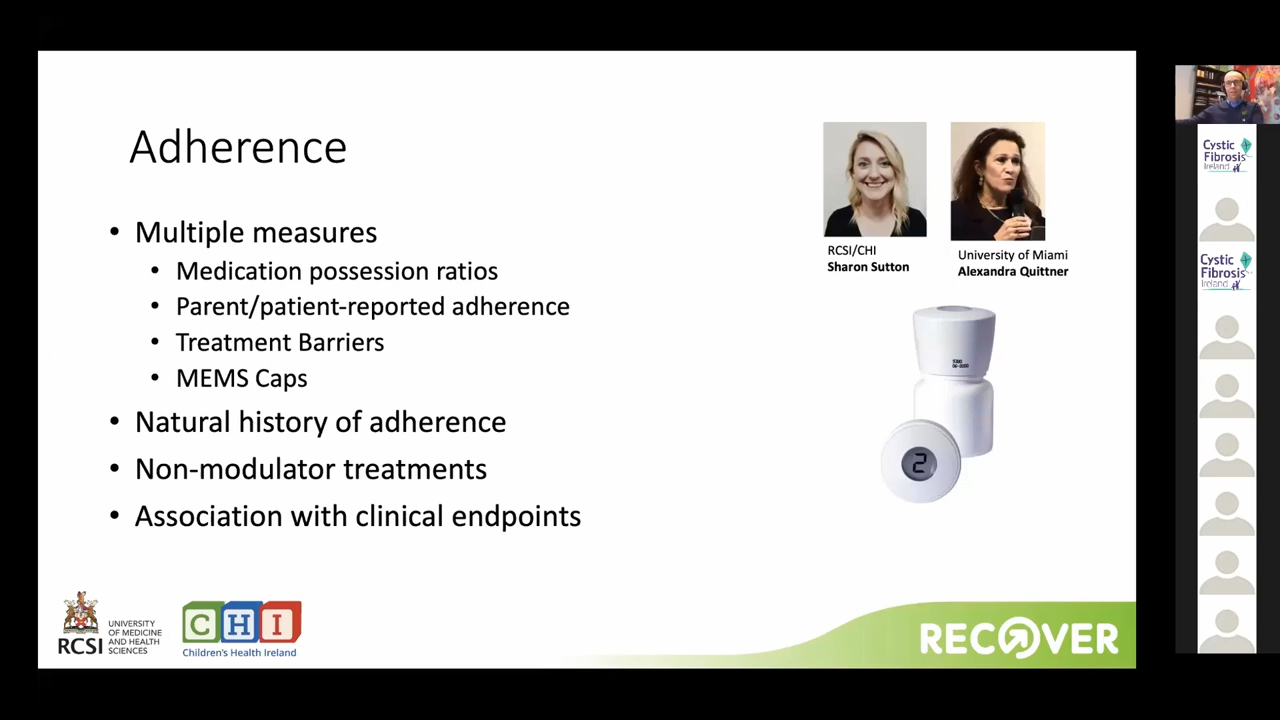 Adherence
• Multiple measures
• Medication possession ratios
• Parent/patient-reported adherence
• Treatment Barriers
• MEMS Caps
• Natural history of adherence
• Non-modulator treatments
• Association with clinical endpoints
RCSI/CHI
Sharon Sutton
University of Miami
Alexandra Quittner
2
RCSI
UNIVERSITY
OF MEDICINE
AND HEALTH
SCIENCES
CHI
Children's Health Ireland
RECOVER
Cystic
Fibrosis
Ireland
Cystic
Fibrosis
Ireland